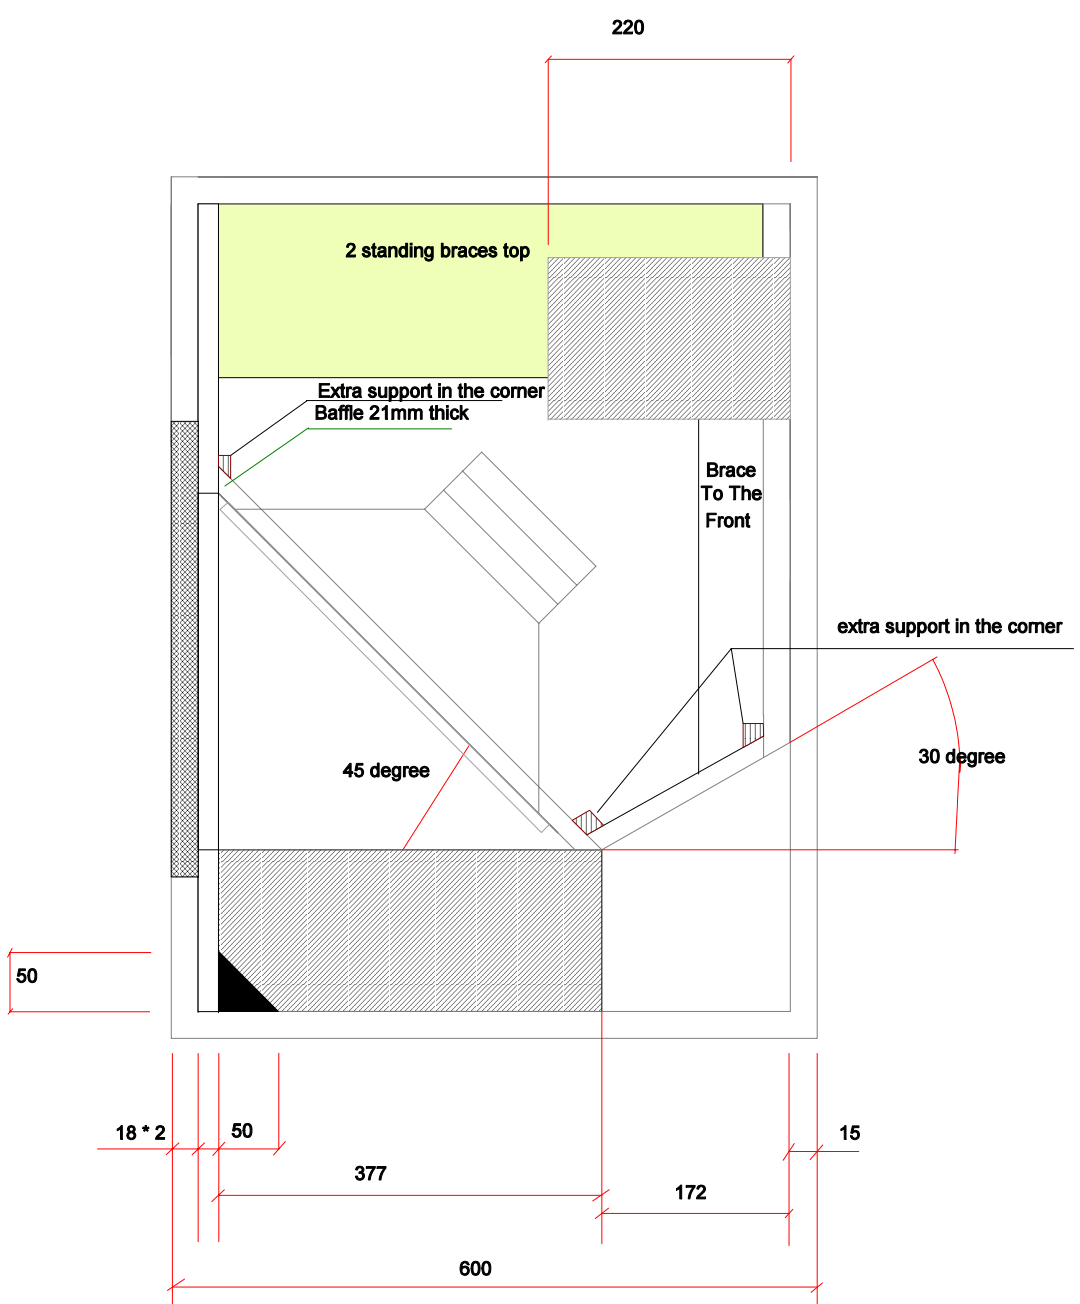 220
2 standing braces top
Extra support in the corner
Baffle 21mm thick
Brace
To The
Front
extra support in the corner
45 degree
30 degree
50
18 * 2
50
15
377
172
600